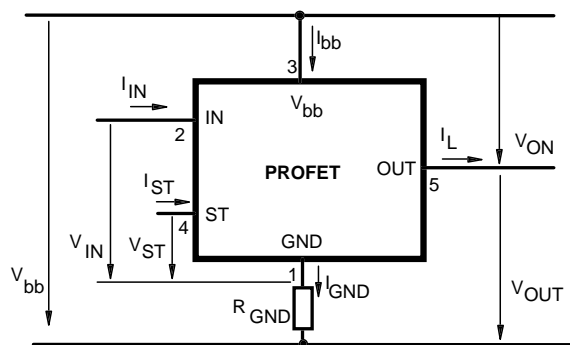 I_bb
3
V_bb
I_IN
IN
2
I_L
V_ON
PROFET
OUT
5
I_ST
ST
4
GND
V_IN
V_ST
V_bb
1
I_GND
R_GND
V_OUT